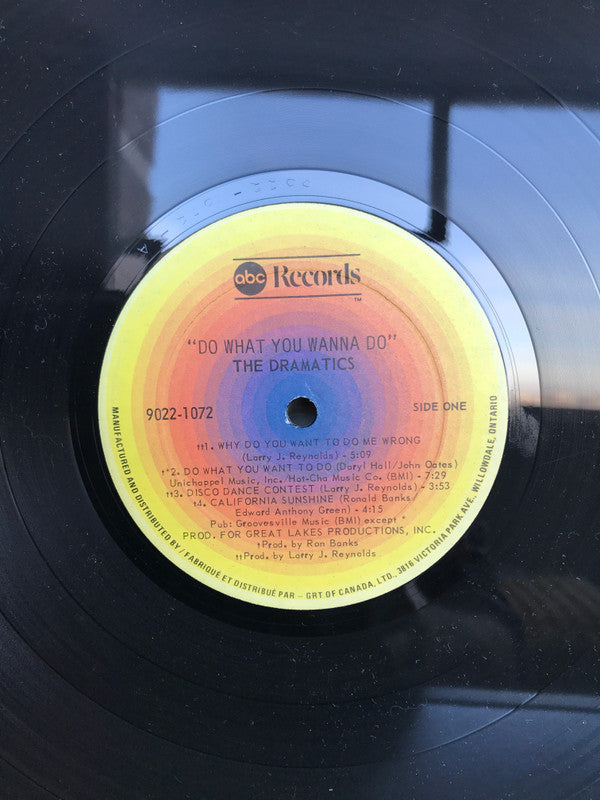 abc Records
TM
"DO WHAT YOU WANNA DO"
THE DRAMATICS
9022-1072
SIDE ONE
††1. WHY DO YOU WANT TO DO ME WRONG
(Larry J. Reynolds) - 5:09
†*2. DO WHAT YOU WANT TO DO (Daryl Hall/John Oates)
Unichappel Music, Inc./Hot-Cha Music Co. (BMI) - 7:29
††3. DISCO DANCE CONTEST (Larry J. Reynolds) - 3:53
†4. CALIFORNIA SUNSHINE (Ronald Banks/
Edward Anthony Green) - 4:15
Pub: Groovesville Music (BMI) except *
PROD. FOR GREAT LAKES PRODUCTIONS, INC.
†Prod. by Ron Banks
††Prod. by Larry J. Reynolds
MANUFACTURED AND DISTRIBUTED BY / FABRIQUÉ ET DISTRIBUÉ PAR – GRT OF CANADA, LTD., 3816 VICTORIA PARK AVE. WILLOWDALE, ONTARIO